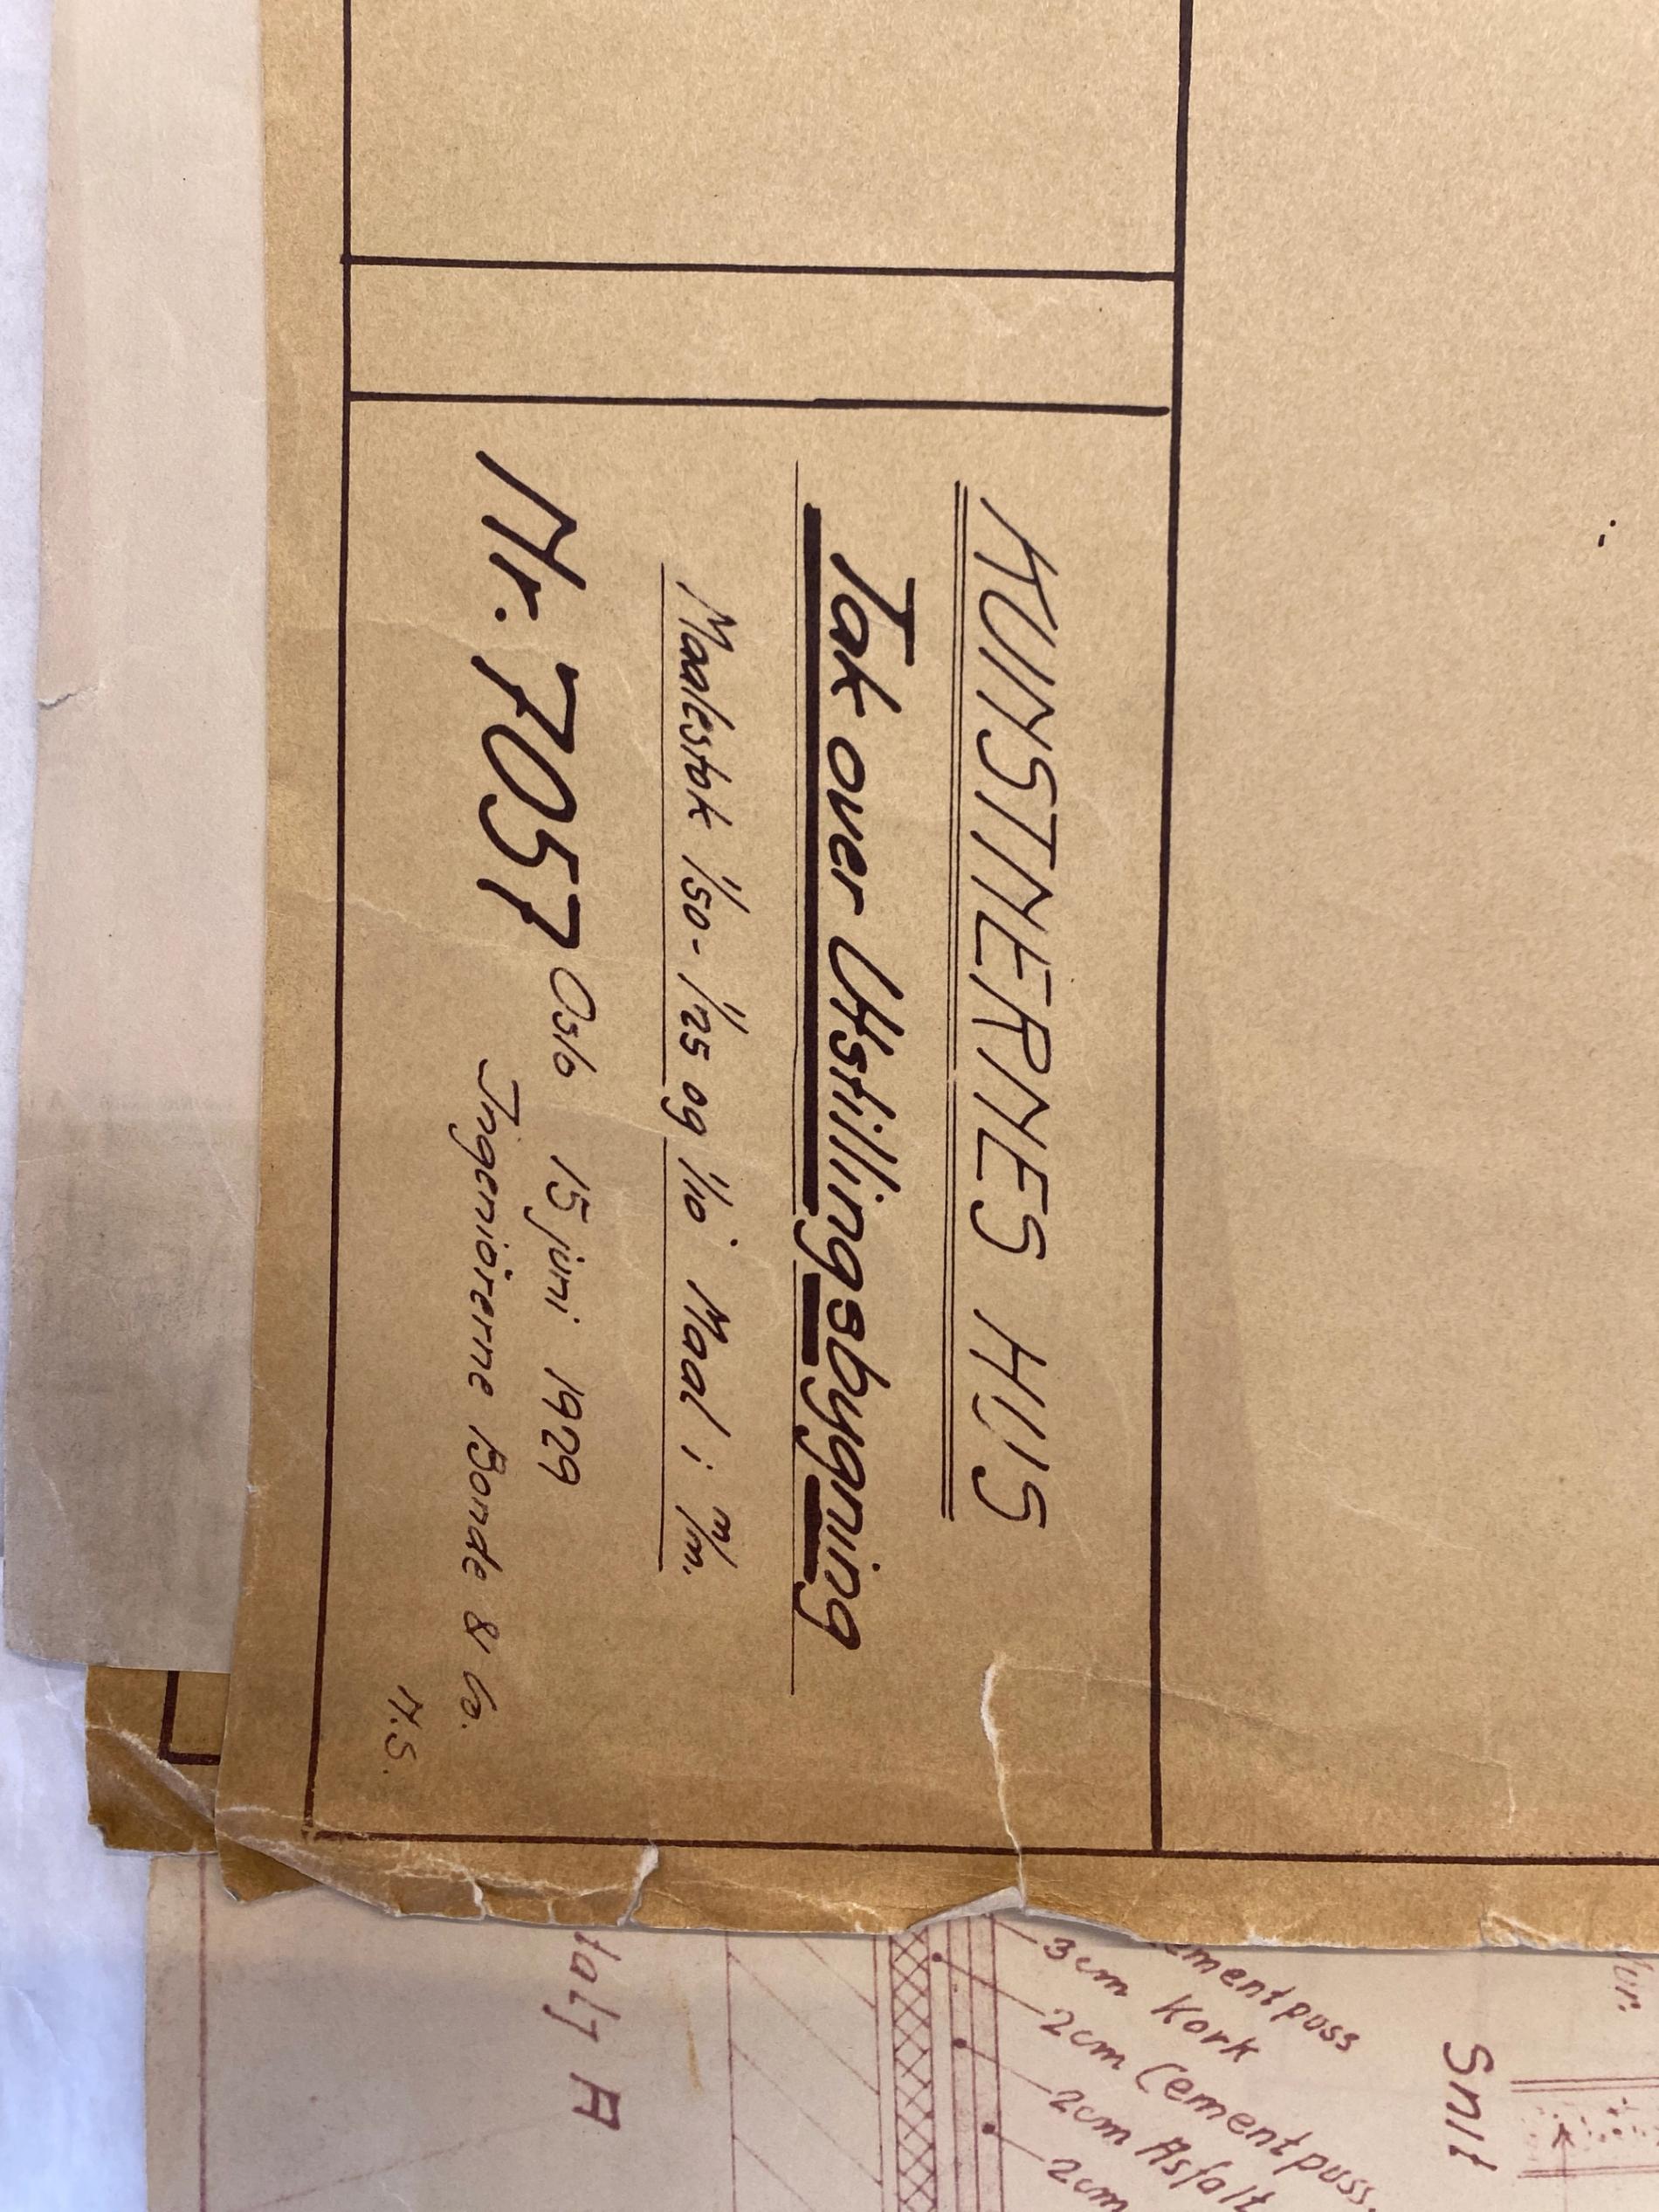 KUNSTNERNES HUS
Tak over Utstillingsbygning
Maalestok 1/50 - 1/25 og 1/10. Maal i m/m.
Nr. 7057 Oslo 15 juni 1929
Ingeniörerne Bonde & Co.
N.S.
3cm Kork
2cm Cementpuss.
2cm Asfalt
2cm
Snit
A